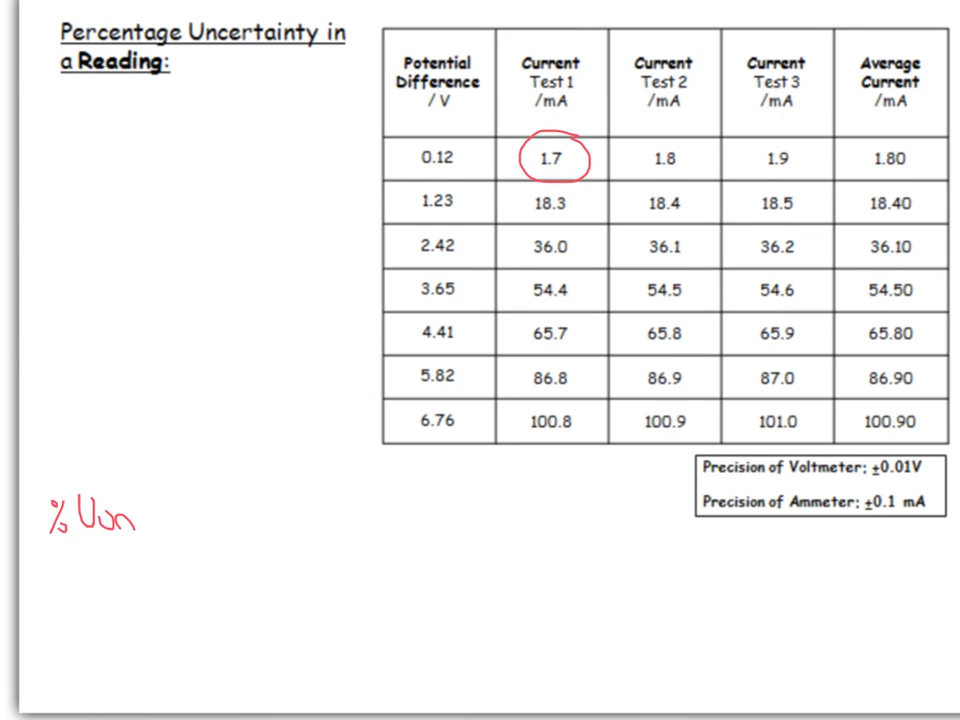 Percentage Uncertainty in
a Reading:
Potential Difference / V | Current Test 1 /mA | Current Test 2 /mA | Current Test 3 /mA | Average Current /mA
0.12 | 1.7 | 1.8 | 1.9 | 1.80
1.23 | 18.3 | 18.4 | 18.5 | 18.40
2.42 | 36.0 | 36.1 | 36.2 | 36.10
3.65 | 54.4 | 54.5 | 54.6 | 54.50
4.41 | 65.7 | 65.8 | 65.9 | 65.80
5.82 | 86.8 | 86.9 | 87.0 | 86.90
6.76 | 100.8 | 100.9 | 101.0 | 100.90
Precision of Voltmeter: ±0.01V
Precision of Ammeter: ±0.1 mA
%